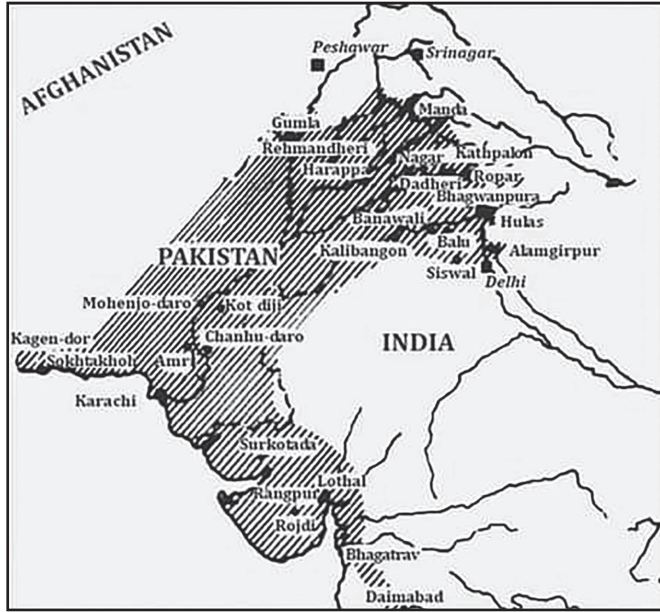 Peshawar
Srinagar
AFGHANISTAN
Manda
Gumla
Rehmandheri
Nagar
Kathpalon
Harappa
Ropar
Dadheri
Bhagwanpura
Banawali
Hulas
Kalibangon
Balu
Alamgirpur
PAKISTAN
Siswal
Delhi
Mohenjo-daro
Kot diji
Kagen-dor
Chanhu-daro
INDIA
Sokhtakhoh
Amri
Karachi
Surkotada
Lothal
Rangpur
Rojdi
Bhagatrav
Daimabad